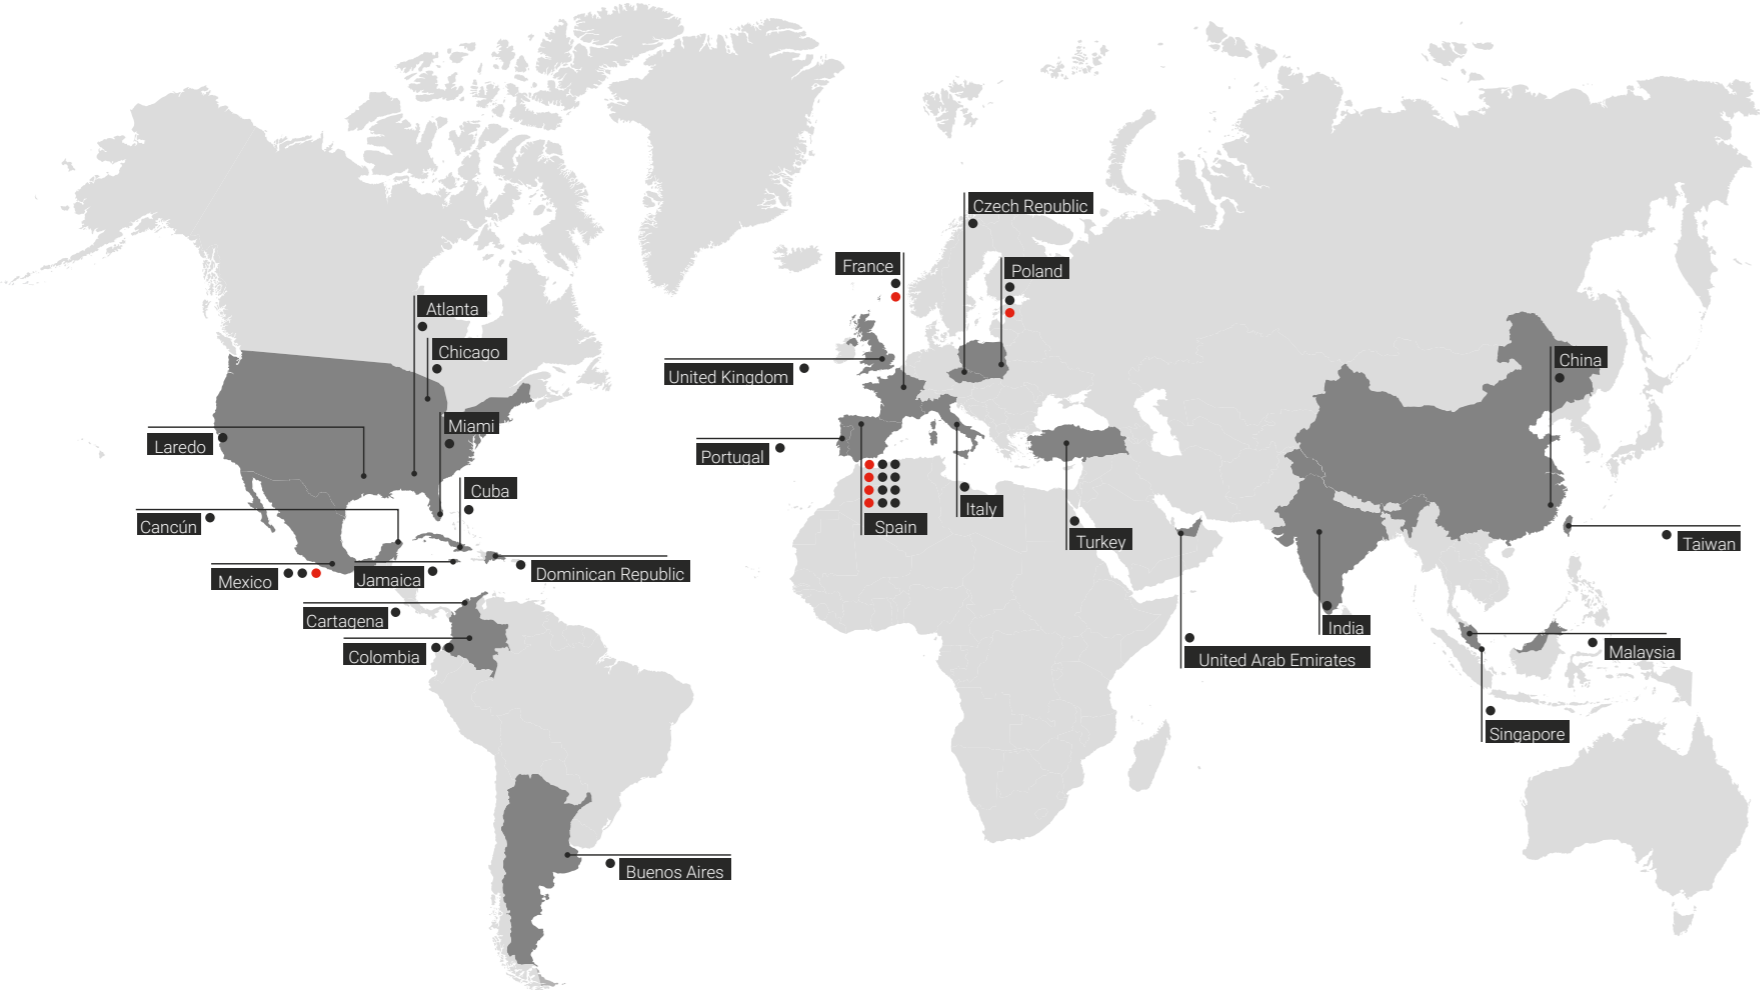 Czech Republic
France
Poland
Atlanta
Chicago
China
United Kingdom
Miami
Laredo
Portugal
Cuba
Italy
Cancún
Spain
Turkey
Taiwan
Mexico
Jamaica
Dominican Republic
Cartagena
India
Colombia
United Arab Emirates
Malaysia
Singapore
Buenos Aires